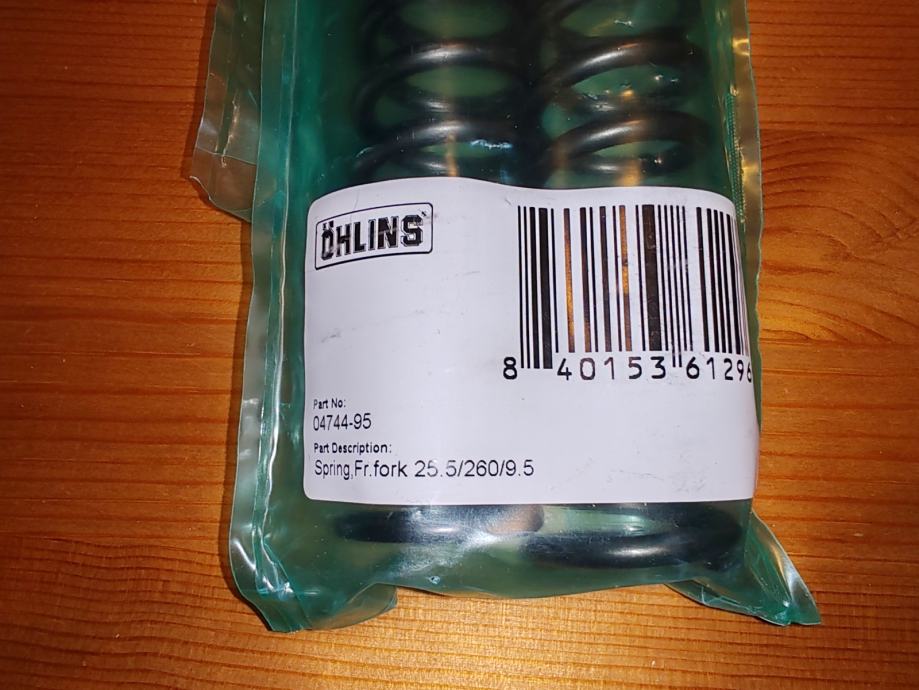 ÖHLINS
8 40153 61296
Part No:
04744-95
Part Description:
Spring,Fr.fork 25.5/260/9.5